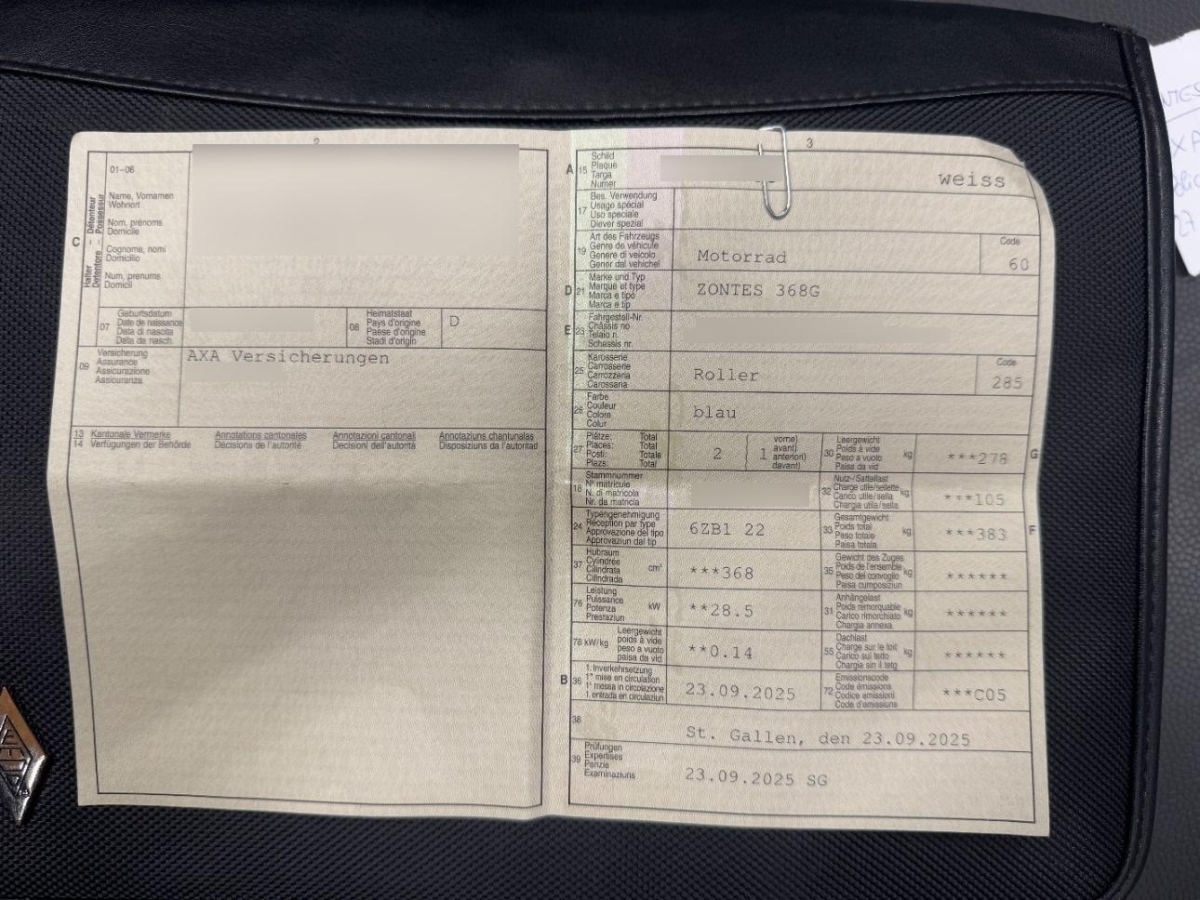 2
01-06
Halter Détenteur
Detentore Possessur
C
Name, Vornamen
Wohnort
Nom, prénoms
Domicile
Cognome, nomi
Domicilio
Num, prenums
Domicil
07
Geburtsdatum
Date de naissance
Data di nascita
Data da nasch.
08
Heimatstaat
Pays d'origine
Paese d'origine
Stadi d'origin
D
09
Versicherung
Assurance
Assicurazione
Assicuranza
AXA Versicherungen
13 Kantonale Vermerke Annotations cantonales Annotazioni cantonali Annotaziuns chantunalas
14 Verfügungen der Behörde Décisions de l'autorité Decisioni dell'autorità Disposiziuns da l'autoritad
3
A 15
Schild
Plaque
Targa
Numer
weiss
17
Bes. Verwendung
Usage spécial
Uso speciale
Diever spezial
19
Art des Fahrzeugs
Genre de véhicule
Genere di veicolo
Gener dal vehichel
Motorrad
Code
60
D 21
Marke und Typ
Marque et type
Marca e tipo
Marca e tip
ZONTES 368G
E 23
Fahrgestell-Nr.
Châssis no
Telaio n.
Schassis nr.
25
Karosserie
Carrosserie
Carrozzeria
Carossaria
Roller
Code
285
26
Farbe
Couleur
Colore
Colur
blau
27
Plätze: Total
Places: Total
Posti: Totale
Plazs: Total
2
1
vorne)
avant)
anteriori)
davant)
30
Leergewicht
Poids à vide
Peso a vuoto
Paisa da vid
kg
***278
G
18
Stammnummer
N° matricule
N. di matricola
Nr. da matricla
32
Nutz-/Sattellast
Charge utile/sellette
Carico utile/sella
Chargia utila/sella
kg
***105
24
Typengenehmigung
Réception par type
Approvazione del tipo
Approvaziun dal tip
6ZB1 22
33
Gesamtgewicht
Poids total
Peso totale
Paisa totala
kg
***383
F
37
Hubraum
Cylindrée
Cilindrata
Cilindrada
cm³
***368
35
Gewicht des Zuges
Poids de l'ensemble
Peso del convoglio
Paisa cumposiziun
kg
******
76
Leistung
Puissance
Potenza
Prestaziun
kW
**28.5
31
Anhängelast
Poids remorquable
Carico rimorchiato
Chargia annexa
kg
******
78 kW/kg
Leergewicht
poids à vide
peso a vuoto
paisa da vid
**0.14
55
Dachlast
Charge sur le toit
Carico sul tetto
Chargia sin il tetg
kg
******
B 36
1. Inverkehrsetzung
1re mise en circulation
1a messa in circolazione
1. entrada en circulaziun
23.09.2025
72
Emissionscode
Code émissions
Codice emissioni
Code d'emissiuns
***C05
38
St. Gallen, den 23.09.2025
39
Prüfungen
Expertises
Perizie
Examinaziuns
23.09.2025 SG